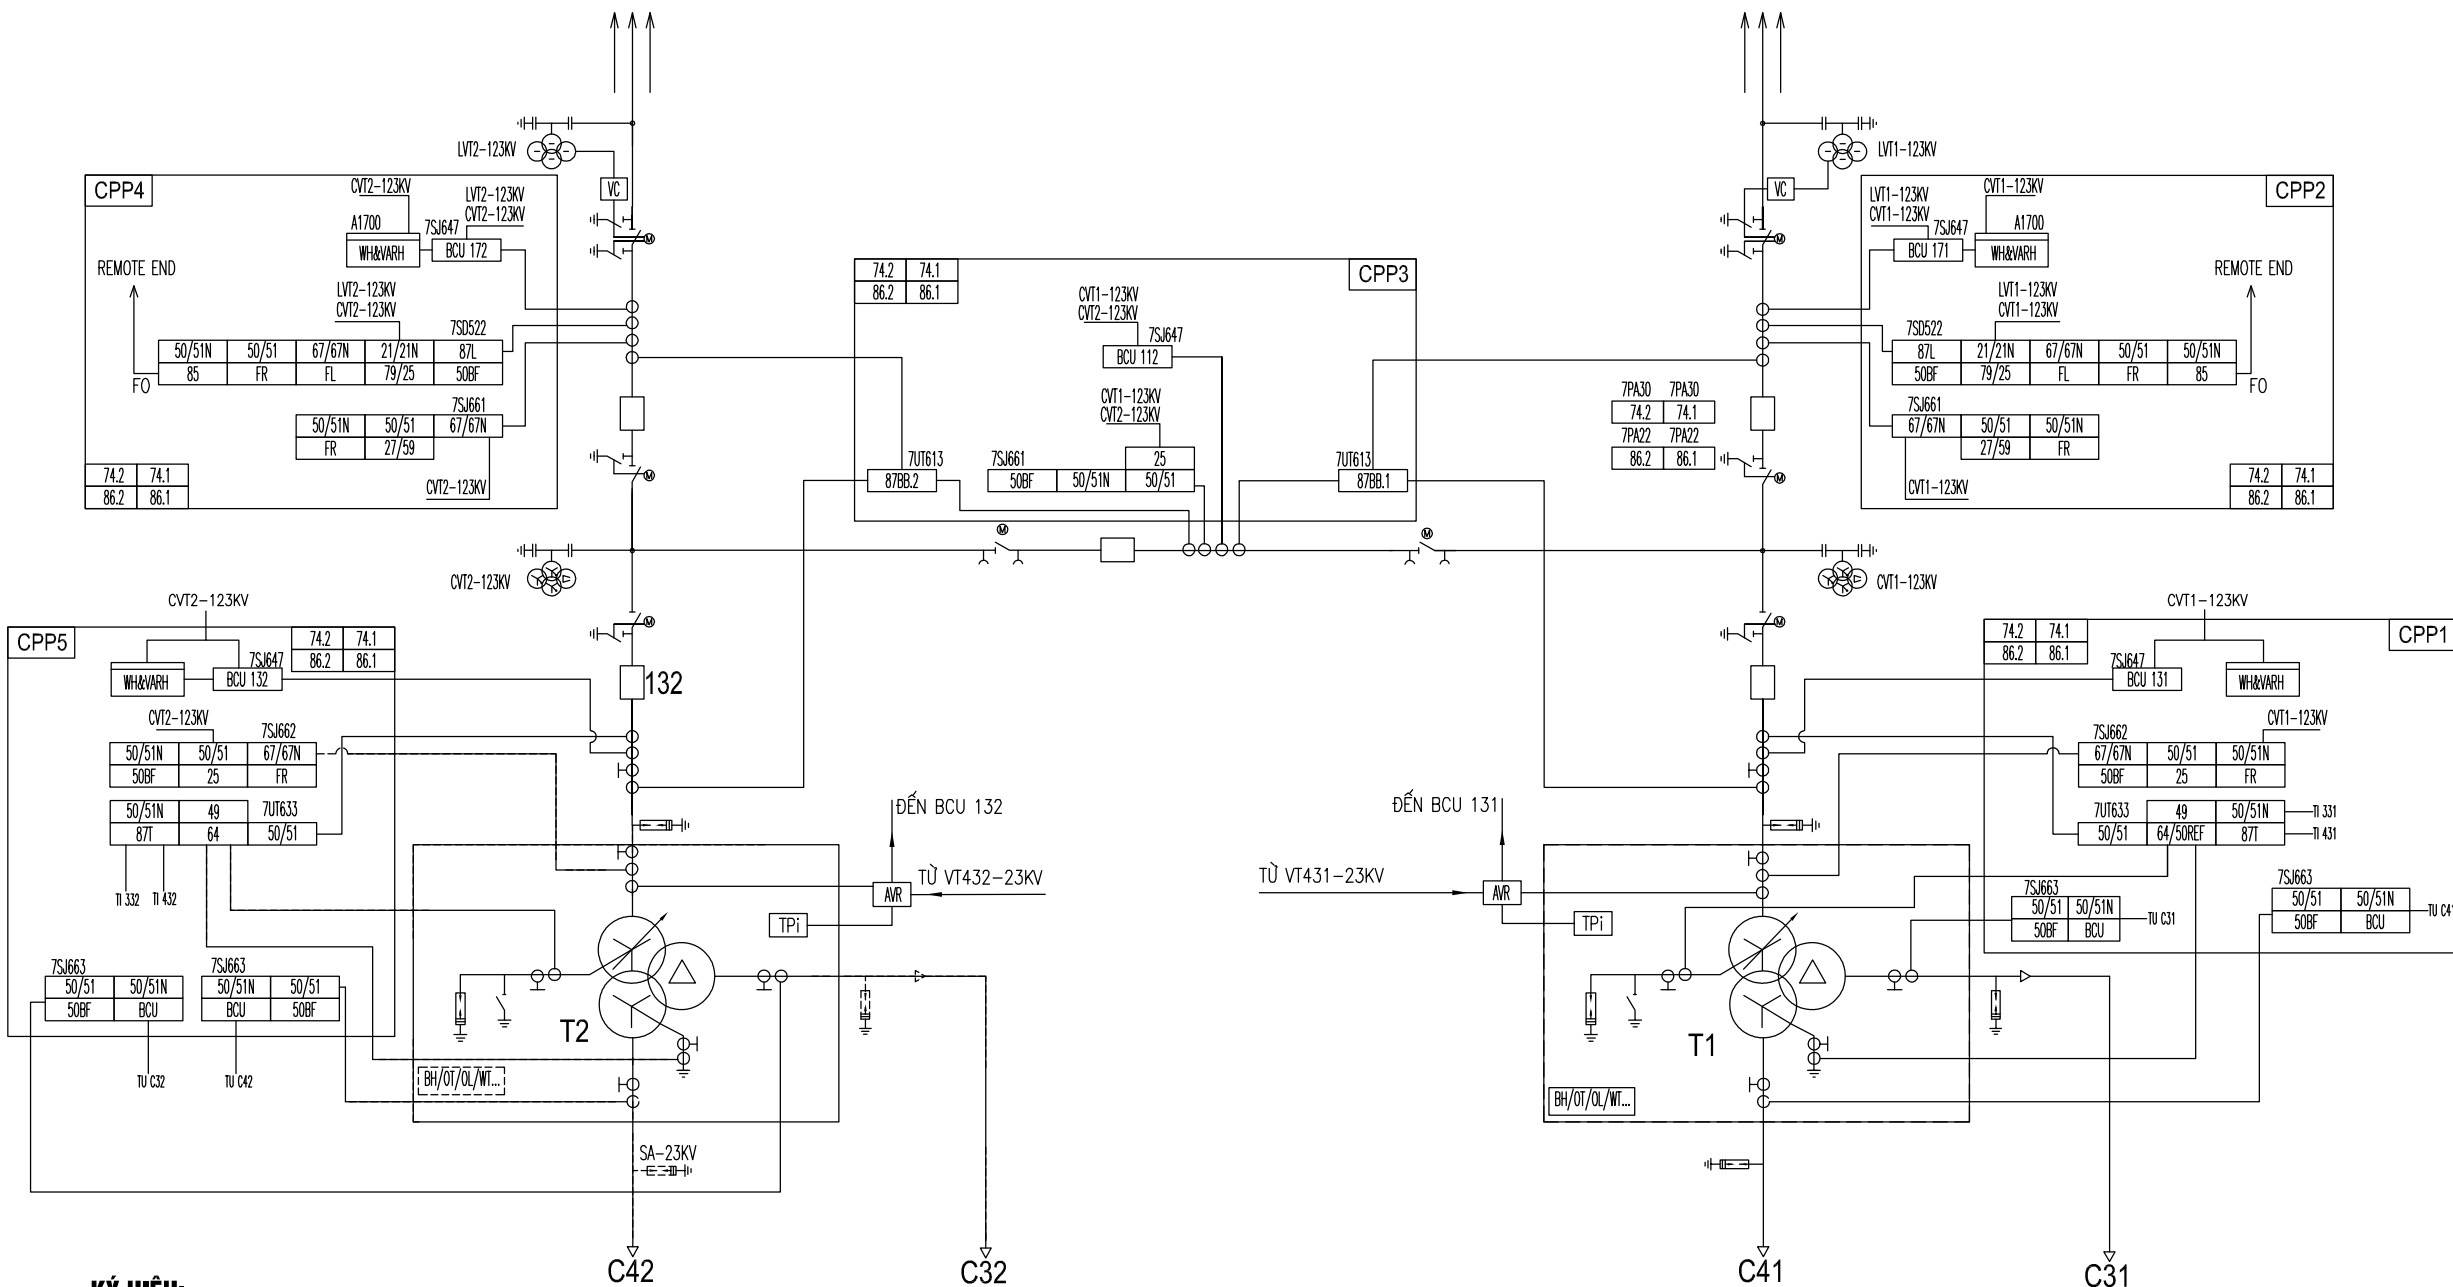 LVT2-123KV
VC
M
CPP4
CVT2-123KV
LVT2-123KV
CVT2-123KV
A1700
7SJ647
WH&VARH
BCU 172
REMOTE END
LVT2-123KV
CVT2-123KV
7SD522
50/51N 50/51 67/67N 21/21N 87L
85 FR FL 79/25 50BF
FO
7SJ661
50/51N 50/51 67/67N
FR 27/59
74.2 74.1
86.2 86.1
CVT2-123KV
M
CPP3
74.2 74.1
86.2 86.1
CVT1-123KV
CVT2-123KV
7SJ647
BCU 112
CVT1-123KV
CVT2-123KV
7UT613
87BB.2
7SJ661
25
50BF 50/51N 50/51
7UT613
87BB.1
M
M
LVT1-123KV
VC
M
CPP2
LVT1-123KV
CVT1-123KV
CVT1-123KV
7SJ647
A1700
BCU 171
WH&VARH
REMOTE END
LVT1-123KV
CVT1-123KV
7SD522
87L 21/21N 67/67N 50/51 50/51N
50BF 79/25 FL FR 85
FO
7SJ661
67/67N 50/51 50/51N
27/59 FR
CVT1-123KV
74.2 74.1
86.2 86.1
7PA30 7PA30
74.2 74.1
7PA22 7PA22
86.2 86.1
M
CVT2-123KV
CVT1-123KV
CVT2-123KV
CPP5
74.2 74.1
86.2 86.1
7SJ647
WH&VARH
BCU 132
M
132
CVT2-123KV
7SJ662
50/51N 50/51 67/67N
50BF 25 FR
50/51N 49 7UT633
87T 64 50/51
TI 332 TI 432
7SJ663
50/51 50/51N
50BF BCU
7SJ663
50/51N 50/51
BCU 50BF
TU C32
TU C42
ĐẾN BCU 132
TỪ VT432-23KV
AVR
TPi
T2
BH/OT/OL/WT...
SA-23KV
C42
C32
ĐẾN BCU 131
TỪ VT431-23KV
AVR
TPi
T1
BH/OT/OL/WT...
C41
C31
M
CVT1-123KV
CPP1
74.2 74.1
86.2 86.1
7SJ647
BCU 131
WH&VARH
CVT1-123KV
7SJ662
67/67N 50/51 50/51N
50BF 25 FR
7UT633 49 50/51N
50/51 64/50REF 87T
TI 331
TI 431
7SJ663
50/51 50/51N
50BF BCU
TU C31
7SJ663
50/51 50/51N
50BF BCU
TU C41
KÝ HIỆU: